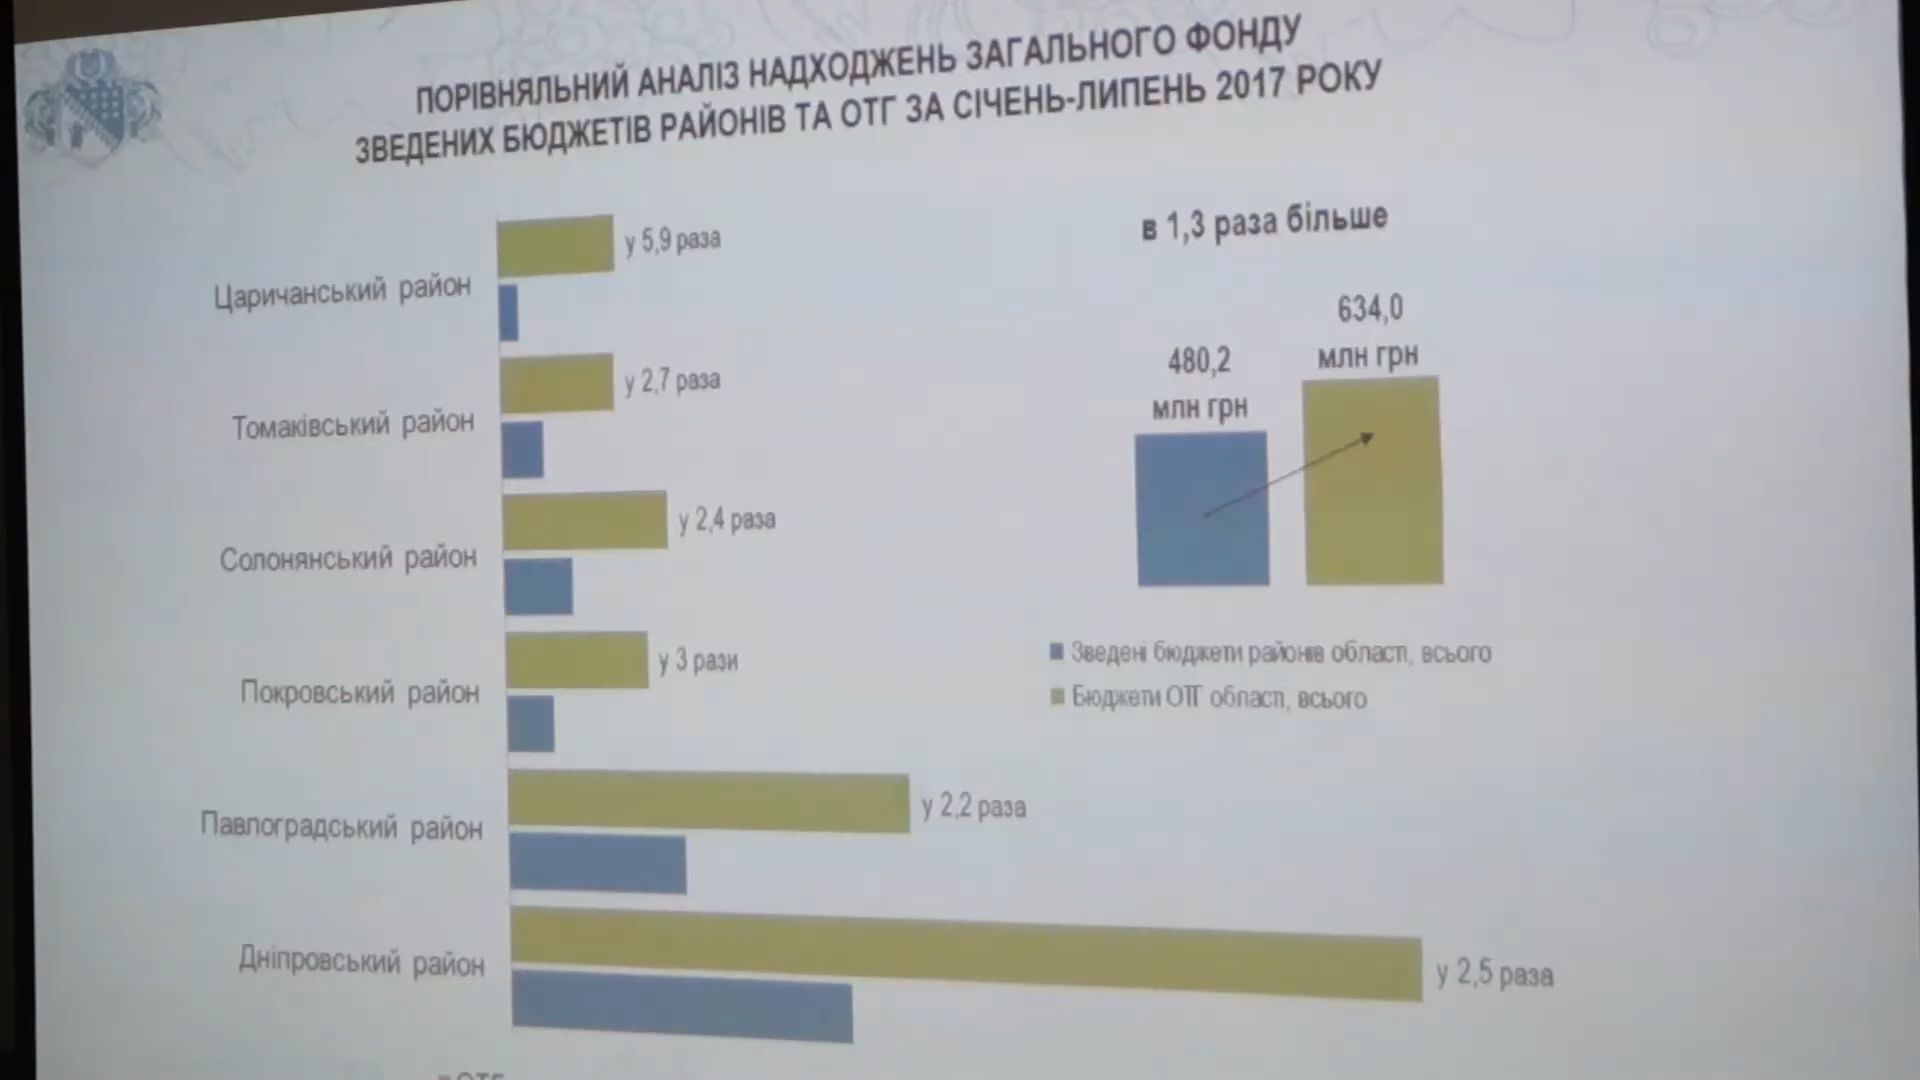 ПОРІВНЯЛЬНИЙ АНАЛІЗ НАДХОДЖЕНЬ ЗАГАЛЬНОГО ФОНДУ
ЗВЕДЕНИХ БЮДЖЕТІВ РАЙОНІВ ТА ОТГ ЗА СІЧЕНЬ-ЛИПЕНЬ 2017 РОКУ
Царичанський район
у 5,9 раза
Томаківський район
у 2,7 раза
Солонянський район
у 2,4 раза
Покровський район
у 3 рази
Павлоградський район
у 2,2 раза
Дніпровський район
у 2,5 раза
в 1,3 раза більше
480,2
млн грн
634,0
млн грн
Зведені бюджети районів області, всього
Бюджети ОТГ області, всього